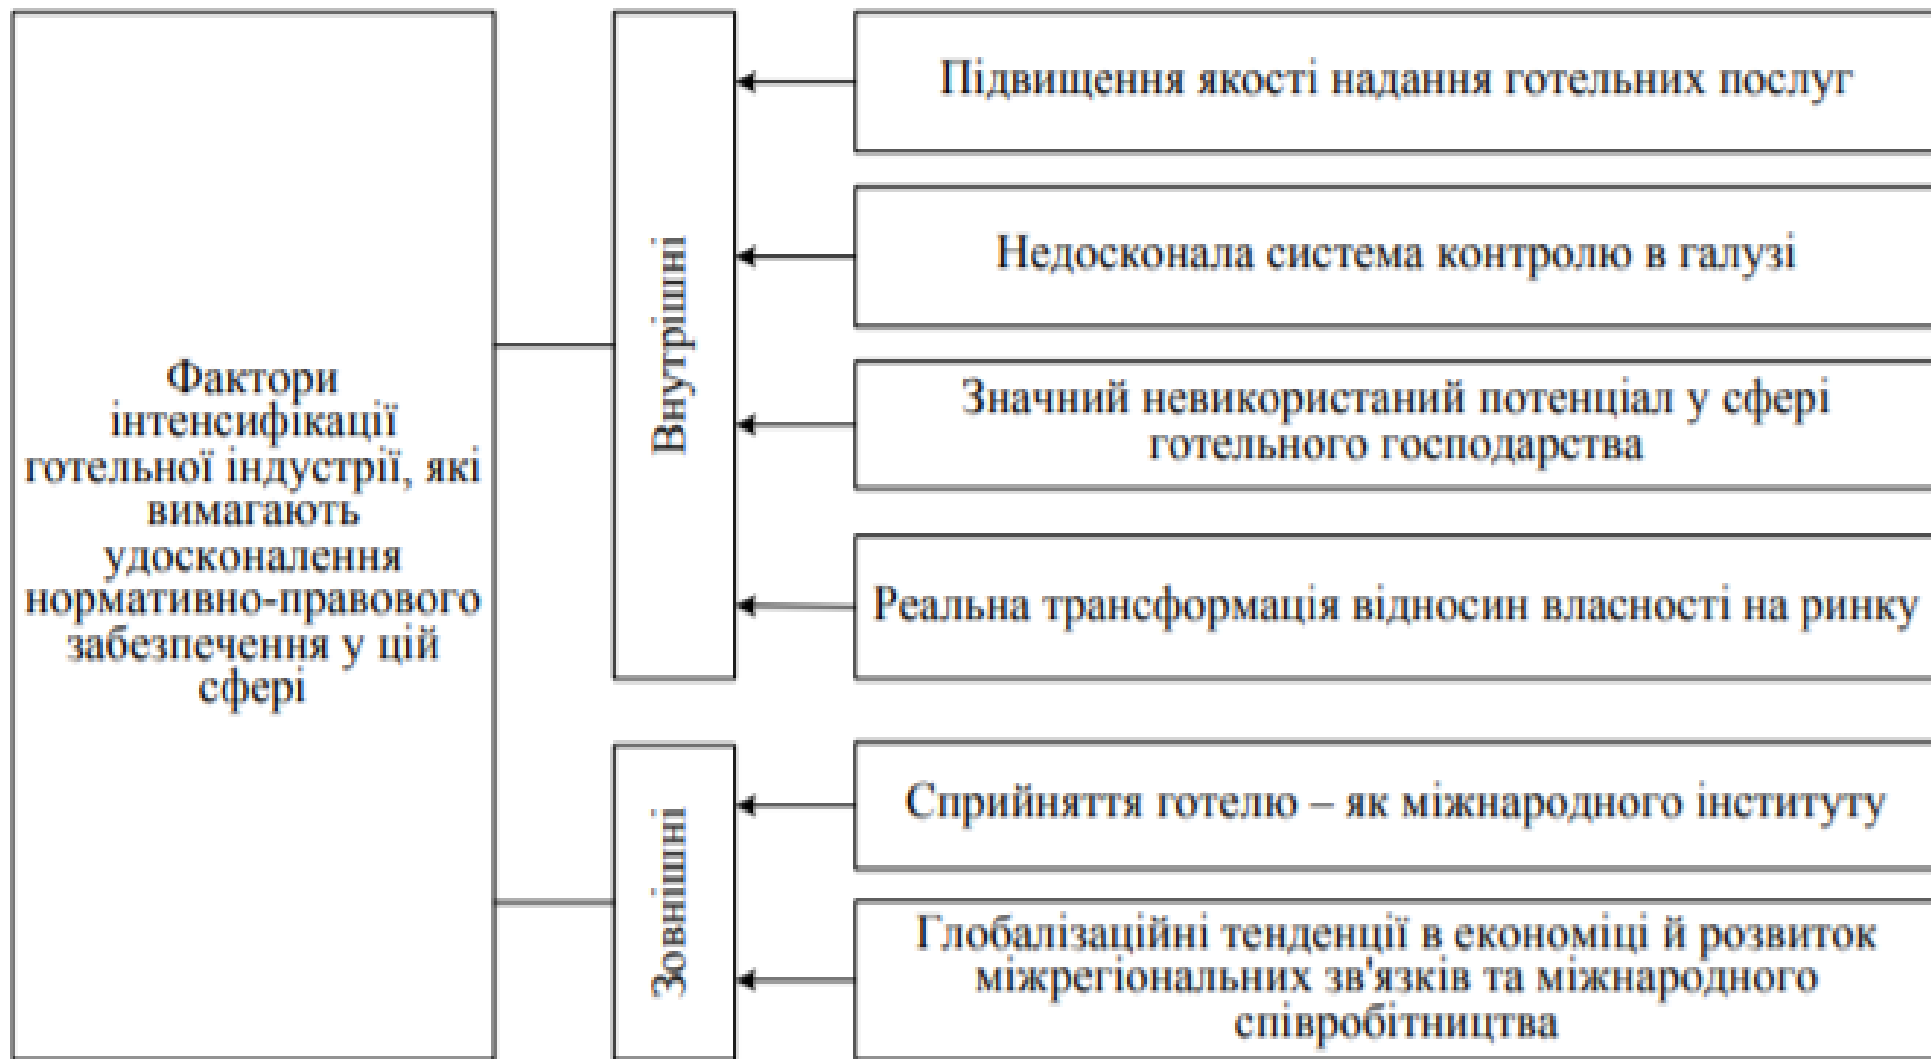 Фактори
інтенсифікації
готельної індустрії, які
вимагають
удосконалення
нормативно-правового
забезпечення у цій
сфері
Внутрішні
Підвищення якості надання готельних послуг
Недосконала система контролю в галузі
Значний невикористаний потенціал у сфері
готельного господарства
Реальна трансформація відносин власності на ринку
Зовнішні
Сприйняття готелю – як міжнародного інституту
Глобалізаційні тенденції в економіці й розвиток
міжрегіональних зв'язків та міжнародного
співробітництва